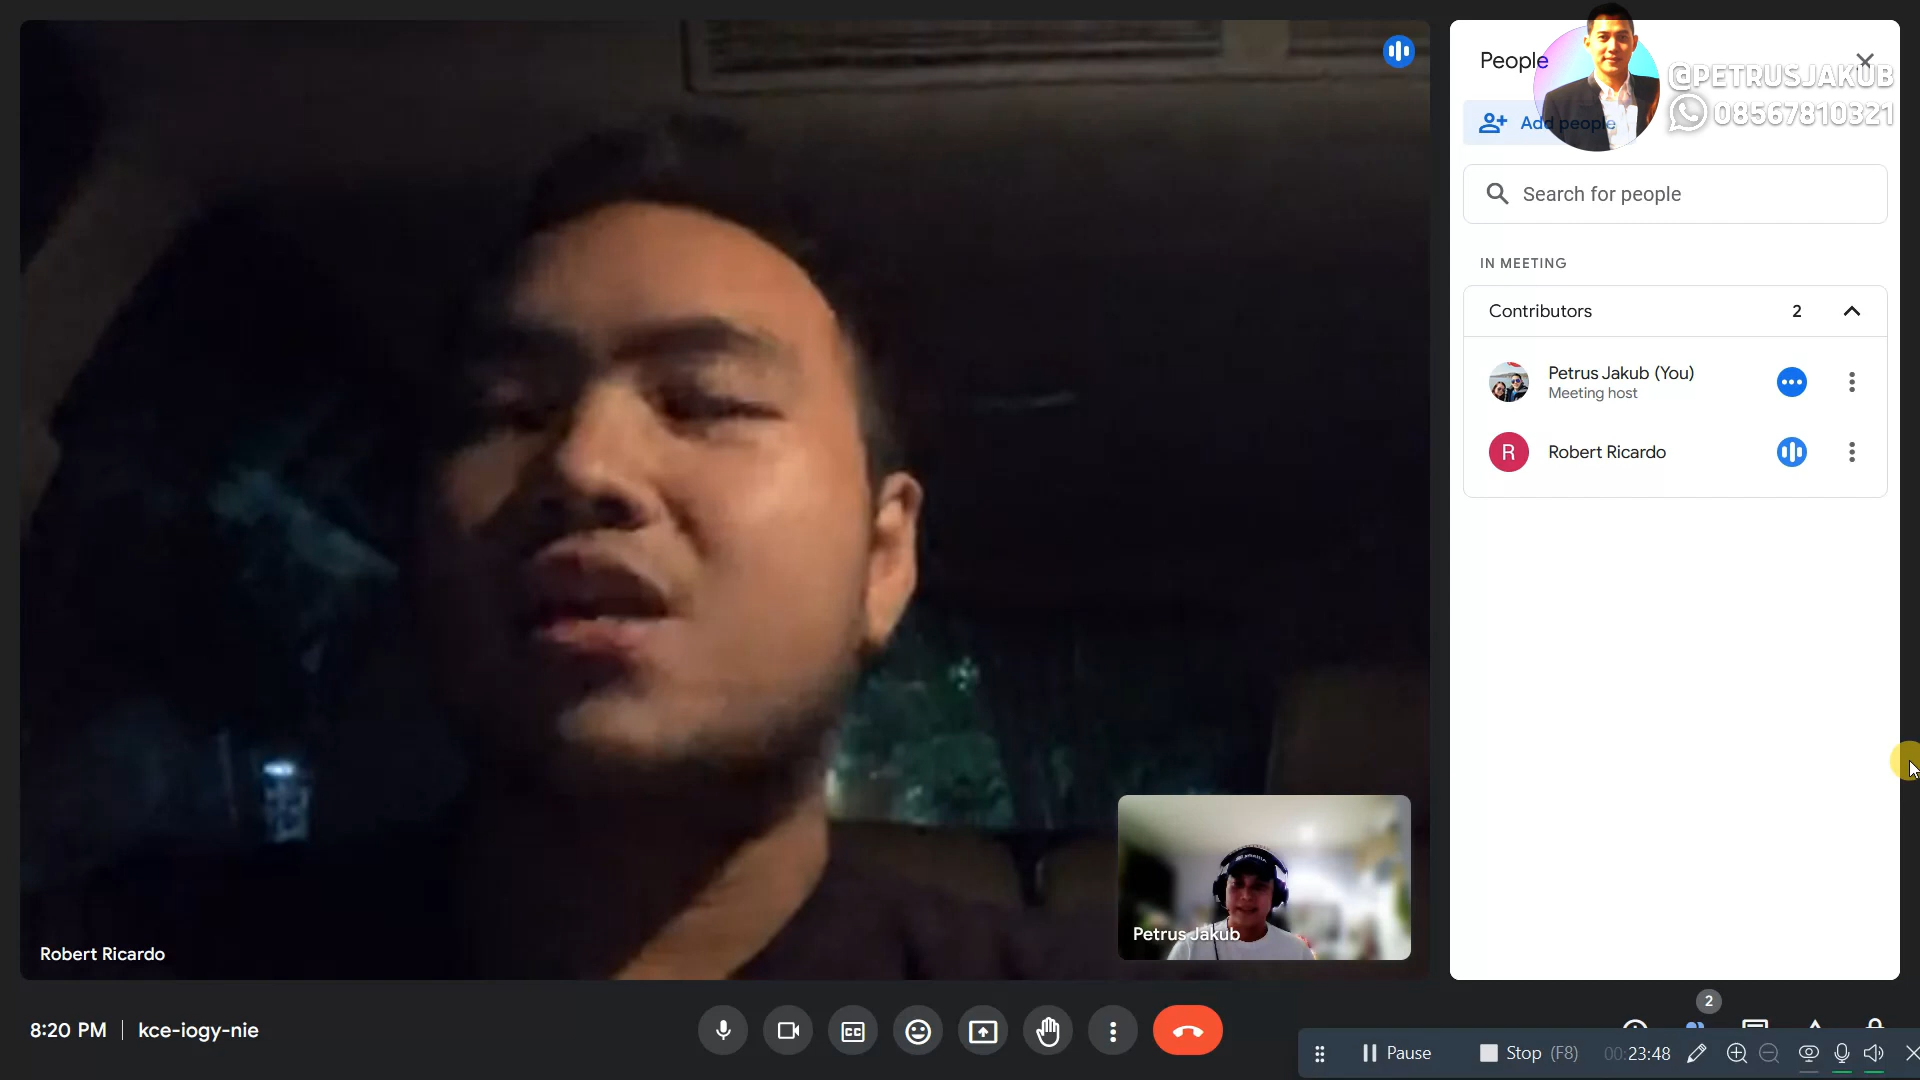 People
@PETRUSJAKUB
Add people
08567810321
Search for people
IN MEETING
Contributors 2
Petrus Jakub (You)
Meeting host
R Robert Ricardo
Petrus Jakub
Robert Ricardo
8:20 PM | kce-iogy-nie
CC
2
Pause
Stop (F8)
00:23:48